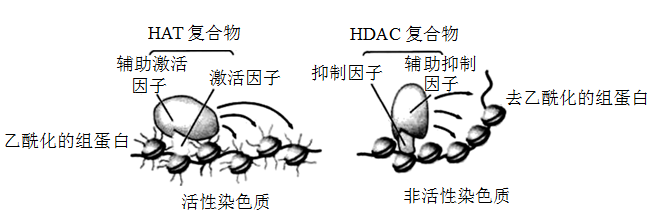 HAT 复合物
辅助激活
因子
激活因子
乙酰化的组蛋白
活性染色质
HDAC 复合物
辅助抑制
因子
抑制因子
去乙酰化的组蛋白
非活性染色质